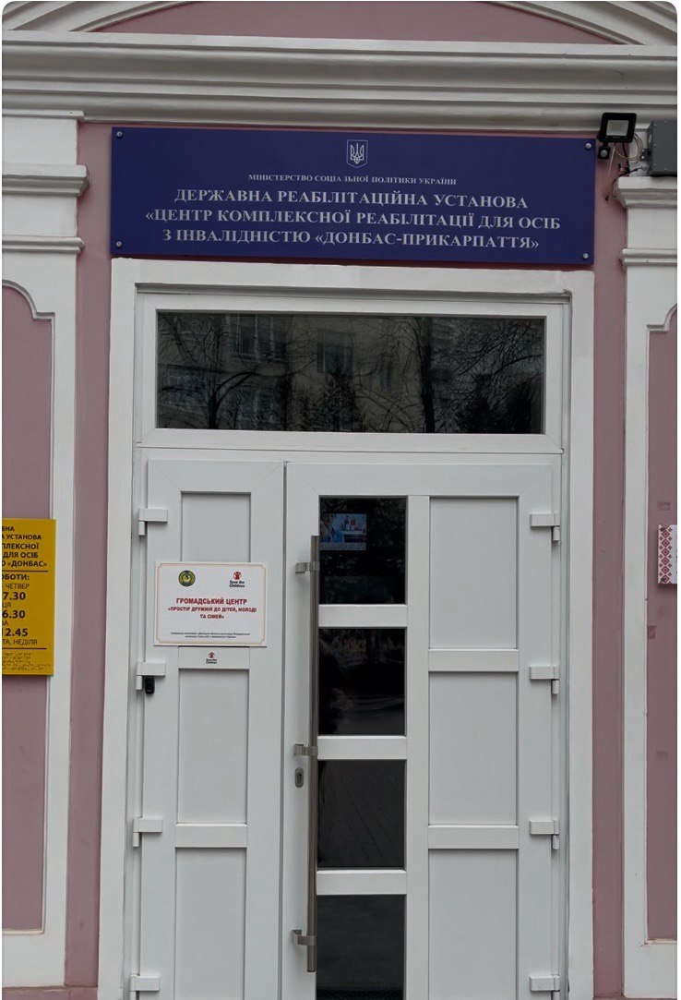 МІНІСТЕРСТВО СОЦІАЛЬНОЇ ПОЛІТИКИ УКРАЇНИ
ДЕРЖАВНА РЕАБІЛІТАЦІЙНА УСТАНОВА
«ЦЕНТР КОМПЛЕКСНОЇ РЕАБІЛІТАЦІЇ ДЛЯ ОСІБ
З ІНВАЛІДНІСТЮ «ДОНБАС-ПРИКАРПАТТЯ»
ВНА
А УСТАНОВА
ПЛЕКСНОЇ
ДЛЯ ОСІБ
Ю «ДОНБАС»
ОБОТИ:
- ЧЕТВЕР
7.30
ЦЯ
6.30
ВА
12.45
ТА, НЕДІЛЯ
Save the
Children
ГРОМАДСЬКИЙ ЦЕНТР
«ПРОСТІР ДРУЖНІЙ ДО ДІТЕЙ, МОЛОДІ
ТА СІМЕЙ»
Save the
Children